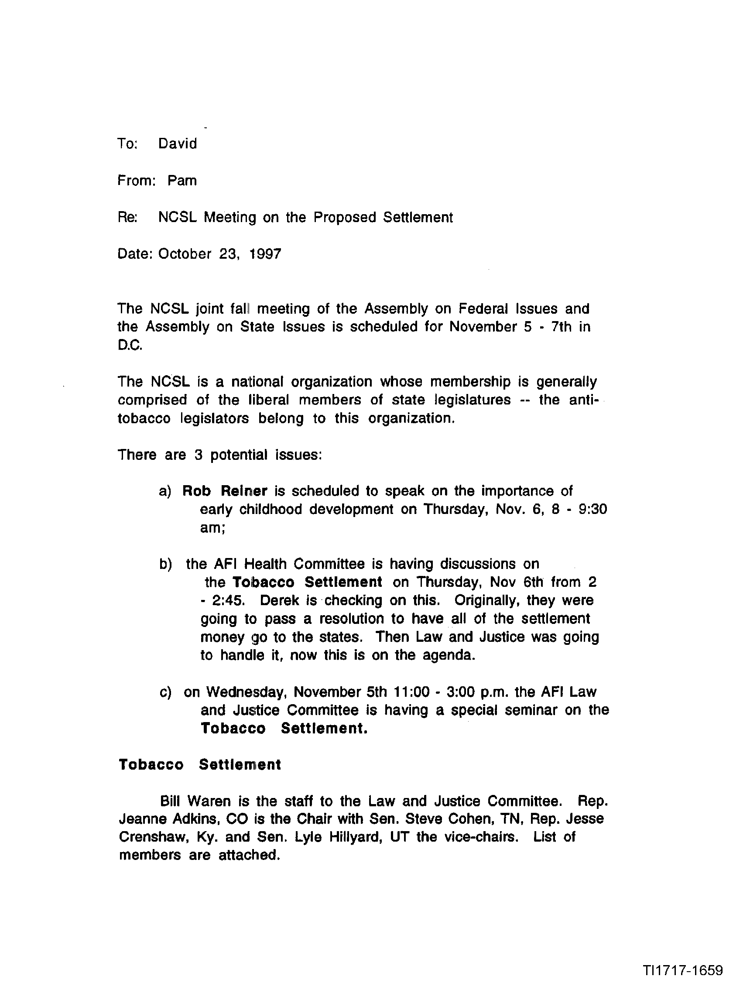 To: David
From: Pam
Re: NCSL Meeting on the Proposed Settlement
Date: October 23, 1997
The NCSL joint fall meeting of the Assembly on Federal Issues and
the Assembly on State Issues is scheduled for November 5 - 7th in
D.C.
The NCSL is a national organization whose membership is generally
comprised of the liberal members of state legislatures -- the anti-
tobacco legislators belong to this organization.
There are 3 potential issues:
a) Rob Reiner is scheduled to speak on the importance of
early childhood development on Thursday, Nov. 6, 8 - 9:30
am;
b) the AFI Health Committee is having discussions on
the Tobacco Settlement on Thursday, Nov 6th from 2
- 2:45. Derek is checking on this. Originally, they were
going to pass a resolution to have all of the settlement
money go to the states. Then Law and Justice was going
to handle it, now this is on the agenda.
c) on Wednesday, November 5th 11:00 - 3:00 p.m. the AFI Law
and Justice Committee is having a special seminar on the
Tobacco Settlement.
Tobacco Settlement
Bill Waren is the staff to the Law and Justice Committee. Rep.
Jeanne Adkins, CO is the Chair with Sen. Steve Cohen, TN, Rep. Jesse
Crenshaw, Ky. and Sen. Lyle Hillyard, UT the vice-chairs. List of
members are attached.
TI1717-1659